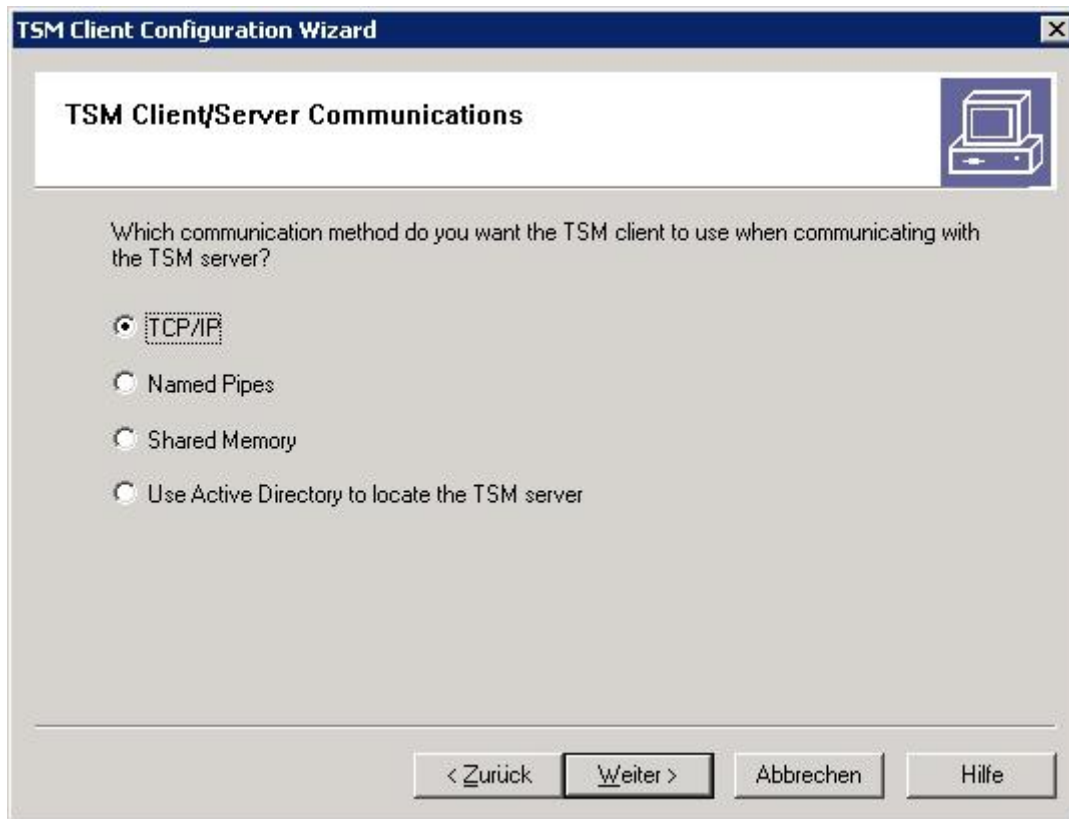 TSM Client Configuration Wizard
TSM Client/Server Communications
Which communication method do you want the TSM client to use when communicating with
the TSM server?
TCP/IP
Named Pipes
Shared Memory
Use Active Directory to locate the TSM server
< Zurück
Weiter >
Abbrechen
Hilfe